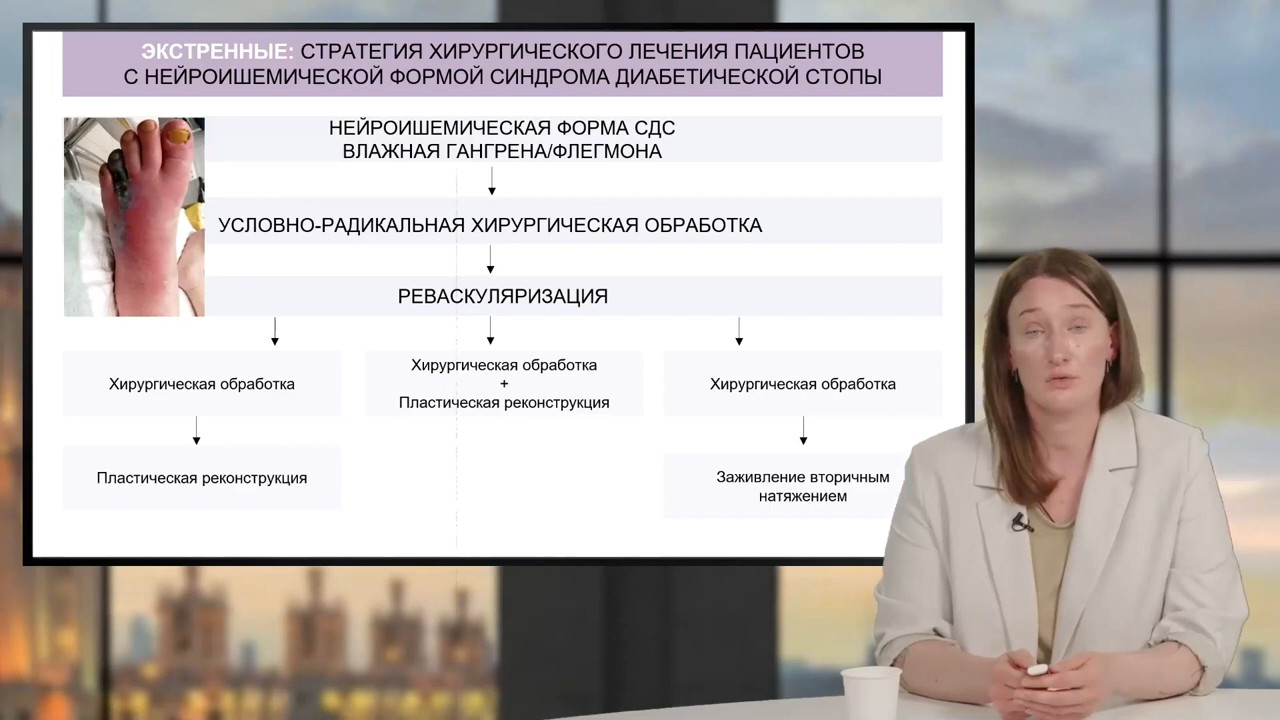 ЭКСТРЕННЫЕ: СТРАТЕГИЯ ХИРУРГИЧЕСКОГО ЛЕЧЕНИЯ ПАЦИЕНТОВ
С НЕЙРОИШЕМИЧЕСКОЙ ФОРМОЙ СИНДРОМА ДИАБЕТИЧЕСКОЙ СТОПЫ
НЕЙРОИШЕМИЧЕСКАЯ ФОРМА СДС
ВЛАЖНАЯ ГАНГРЕНА/ФЛЕГМОНА
УСЛОВНО-РАДИКАЛЬНАЯ ХИРУРГИЧЕСКАЯ ОБРАБОТКА
РЕВАСКУЛЯРИЗАЦИЯ
Хирургическая обработка
Пластическая реконструкция
Хирургическая обработка
+
Пластическая реконструкция
Хирургическая обработка
Заживление вторичным
натяжением